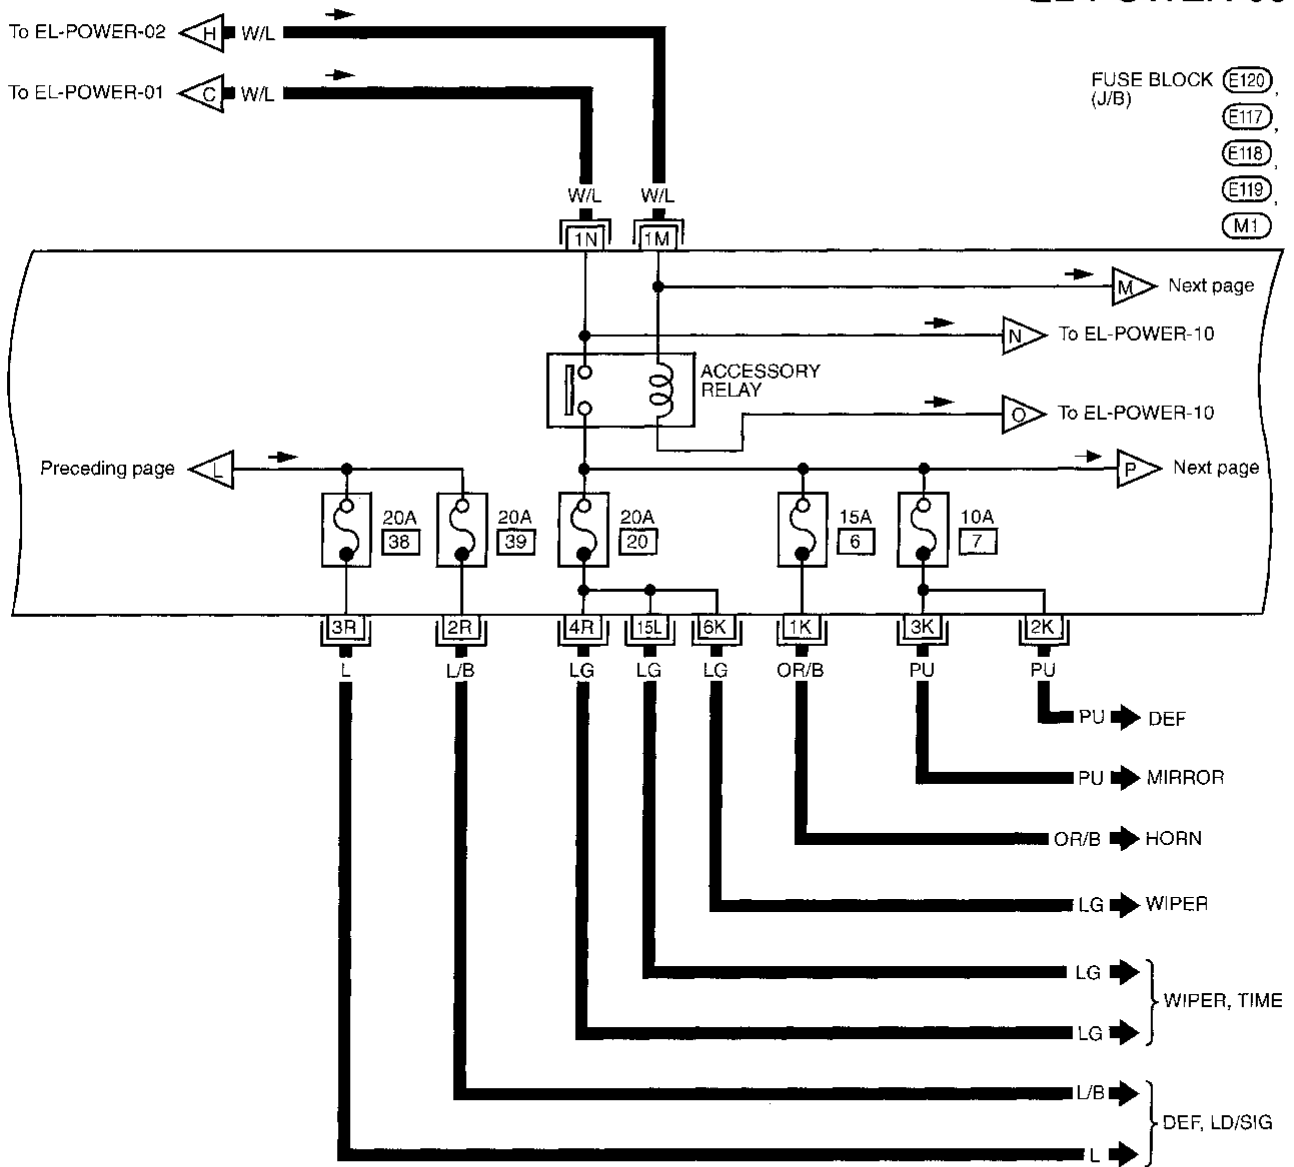 To EL-POWER-02 H W/L
To EL-POWER-01 C W/L
FUSE BLOCK (J/B)
E120 ,
E117 ,
E118 ,
E119 ,
M1
W/L W/L
1N 1M
M Next page
N To EL-POWER-10
ACCESSORY
RELAY
O To EL-POWER-10
Preceding page L
P Next page
20A 38
20A 39
20A 20
15A 6
10A 7
3R 2R 4R 15L 6K 1K 3K 2K
L L/B LG LG LG OR/B PU PU
PU DEF
PU MIRROR
OR/B HORN
LG WIPER
LG
WIPER, TIME
LG
L/B
DEF, LD/SIG
L